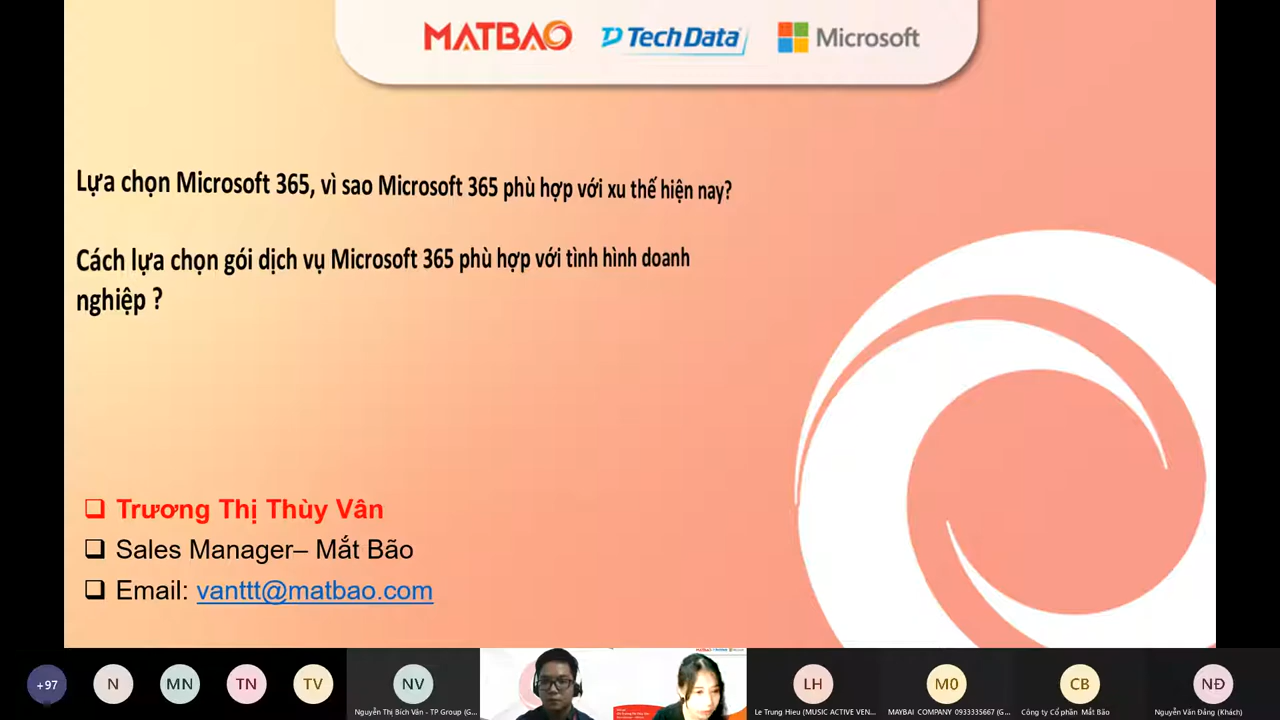 MATBAO TechData Microsoft
Lựa chọn Microsoft 365, vì sao Microsoft 365 phù hợp với xu thế hiện nay?
Cách lựa chọn gói dịch vụ Microsoft 365 phù hợp với tình hình doanh
nghiệp ?
Trương Thị Thùy Vân
Sales Manager– Mắt Bão
Email: vanttt@matbao.com
+97 N MN TN TV NV LH M0 CB NĐ
Nguyễn Thị Bích Vân - TP Group (G... Le Trung Hieu (MUSIC ACTIVE VEN... MAYBAI COMPANY 0933335667 (G... Công ty Cổ phần Mắt Bão Nguyễn Văn Đảng (Khách)